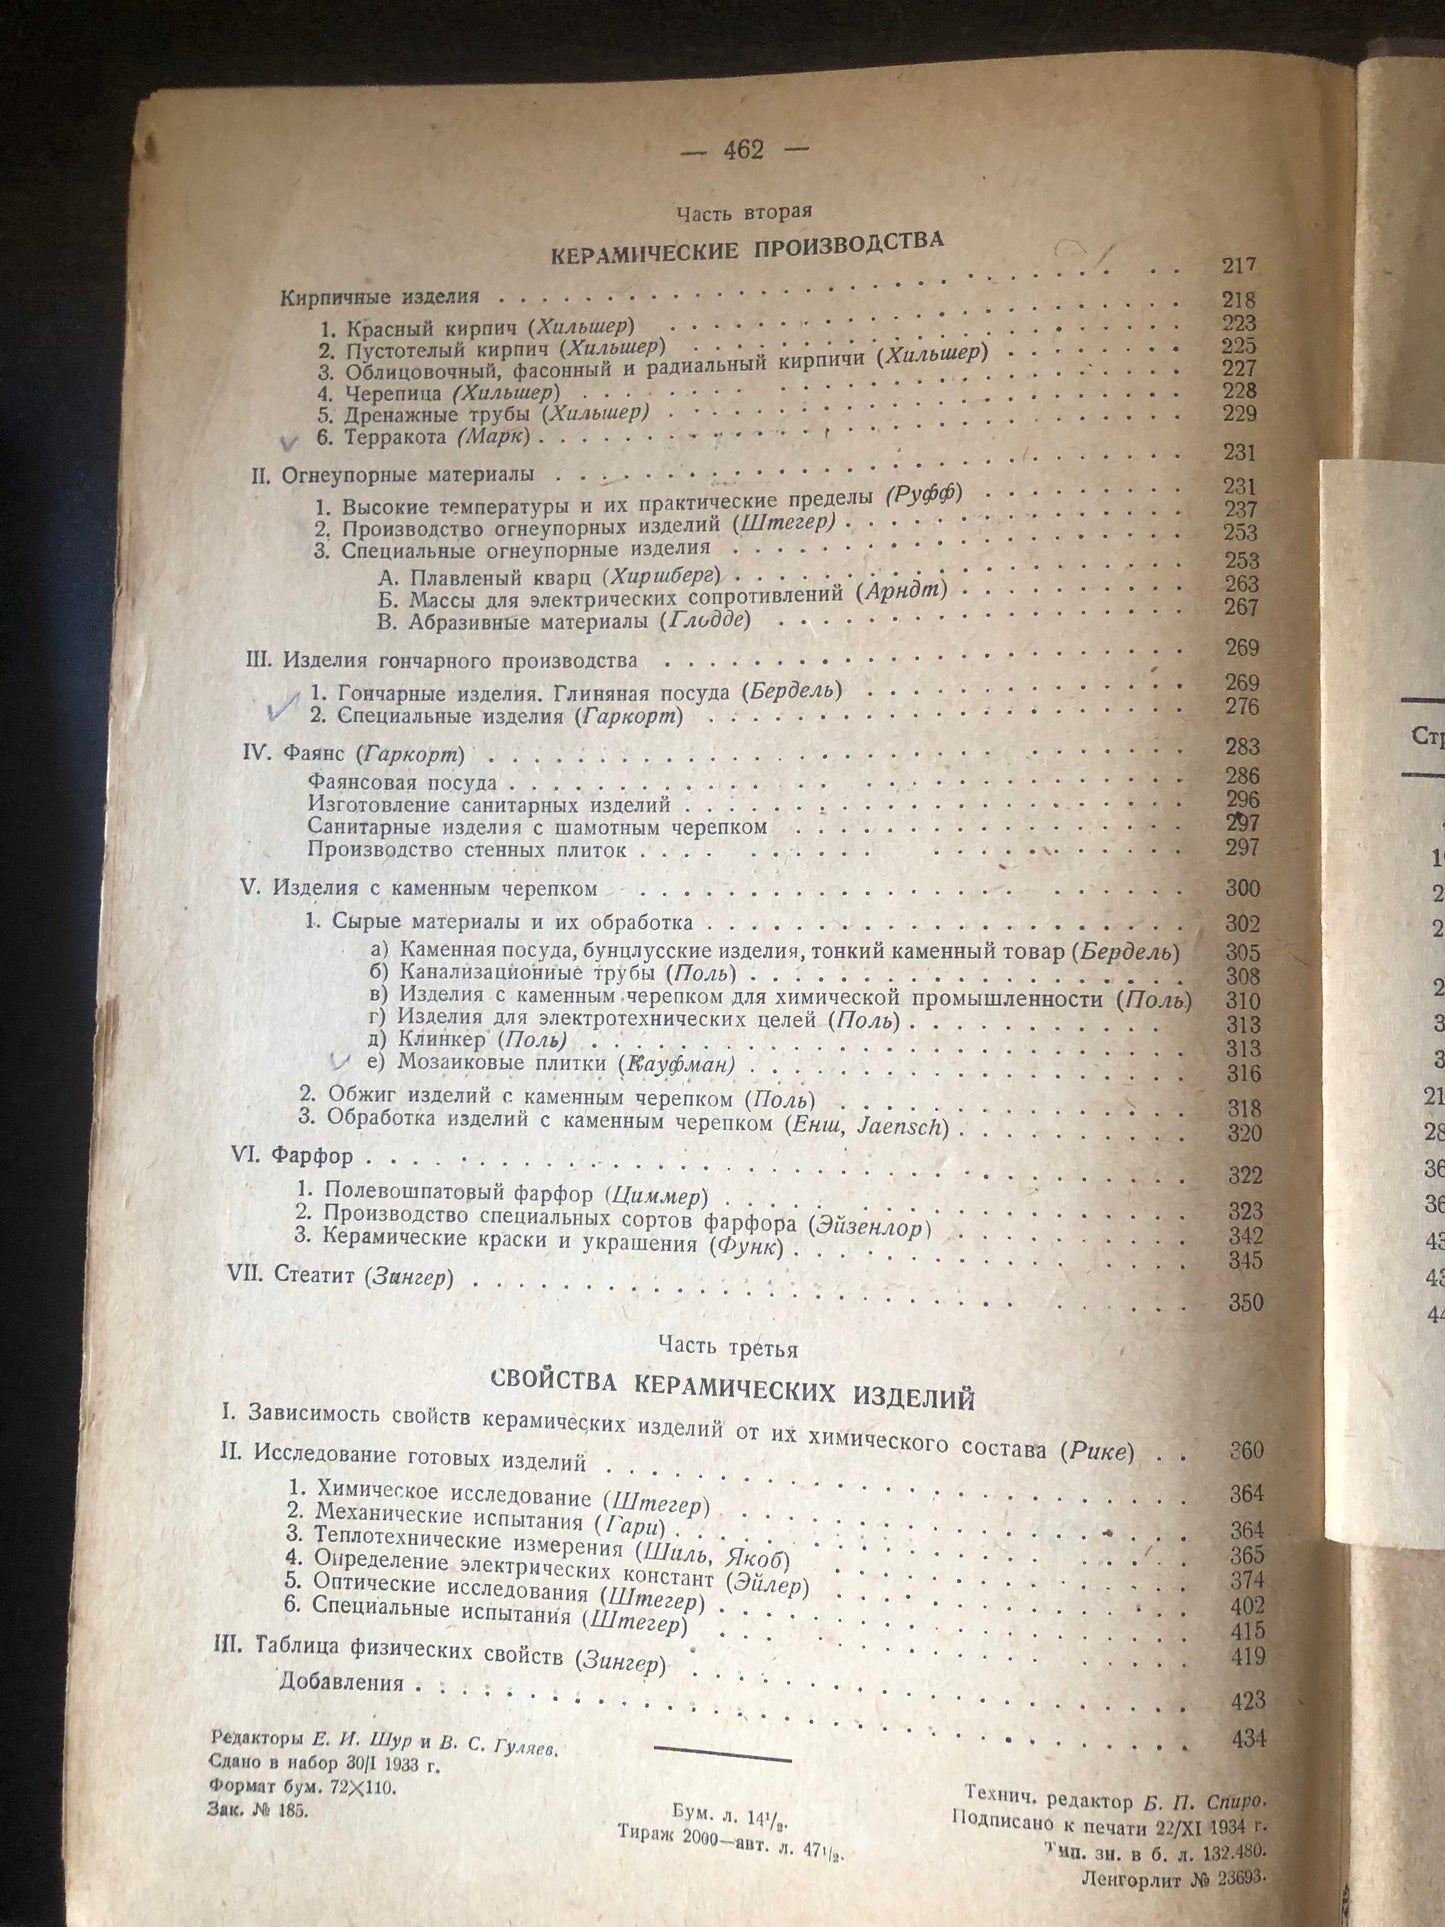 — 462 —
Часть вторая
КЕРАМИЧЕСКИЕ ПРОИЗВОДСТВА
217
Кирпичные изделия . . . . . . . . . . 218
1. Красный кирпич (Хильшер) . . . . . . . . . . 223
2. Пустотелый кирпич (Хильшер) . . . . . . . . . . 225
3. Облицовочный, фасонный и радиальный кирпичи (Хильшер) . . . . . . . 227
4. Черепица (Хильшер) . . . . . . . . . . 228
5. Дренажные трубы (Хильшер) . . . . . . . . . . 229
6. Терракота (Марк) . . . . . . . . . .
II. Огнеупорные материалы . . . . . . . . . . 231
1. Высокие температуры и их практические пределы (Руфф) . . . . . . . . 231
2. Производство огнеупорных изделий (Штегер) . . . . . . . . . . 237
3. Специальные огнеупорные изделия . . . . . . . . . . 253
А. Плавленый кварц (Хиршберг) . . . . . . . . . . 253
Б. Массы для электрических сопротивлений (Арндт) . . . . . . . . . . 263
В. Абразивные материалы (Глодде) . . . . . . . . . . 267
III. Изделия гончарного производства . . . . . . . . . . 269
1. Гончарные изделия. Глиняная посуда (Бердель) . . . . . . . . . . 269
2. Специальные изделия (Гаркорт) . . . . . . . . . . 276
IV. Фаянс (Гаркорт) . . . . . . . . . . 283
Фаянсовая посуда . . . . . . . . . . 286
Изготовление санитарных изделий . . . . . . . . . . 296
Санитарные изделия с шамотным черепком . . . . . . . . . . 297
Производство стенных плиток . . . . . . . . . . 297
V. Изделия с каменным черепком . . . . . . . . . . 300
1. Сырые материалы и их обработка . . . . . . . . . . 302
а) Каменная посуда, бунцлусские изделия, тонкий каменный товар (Бердель) 305
б) Канализационные трубы (Поль) . . . . . . . . . . 308
в) Изделия с каменным черепком для химической промышленности (Поль) 310
г) Изделия для электротехнических целей (Поль) . . . . . . . . . . 313
д) Клинкер (Поль) . . . . . . . . . . 313
е) Мозаиковые плитки (Кауфман) . . . . . . . . . . 316
2. Обжиг изделий с каменным черепком (Поль) . . . . . . . . . . 318
3. Обработка изделий с каменным черепком (Енш, Jaensch) . . . . . . . . . . 320
VI. Фарфор . . . . . . . . . . 322
1. Полевошпатовый фарфор (Циммер) . . . . . . . . . . 323
2. Производство специальных сортов фарфора (Эйзенлор) . . . . . . . . . . 342
3. Керамические краски и украшения (Функ) . . . . . . . . . . 345
VII. Стеатит (Зингер) . . . . . . . . . . 350
Часть третья
СВОЙСТВА КЕРАМИЧЕСКИХ ИЗДЕЛИЙ
I. Зависимость свойств керамических изделий от их химического состава (Рике) . . 360
II. Исследование готовых изделий . . . . . . . . . . 364
1. Химическое исследование (Штегер) . . . . . . . . . . 364
2. Механические испытания (Гари) . . . . . . . . . . 365
3. Теплотехнические измерения (Шиль, Якоб) . . . . . . . . . . 374
4. Определение электрических констант (Эйлер) . . . . . . . . . . 402
5. Оптические исследования (Штегер) . . . . . . . . . . 415
6. Специальные испытания (Штегер) . . . . . . . . . . 419
III. Таблица физических свойств (Зингер) . . . . . . . . . . 423
Добавления . . . . . . . . . . 434
Редакторы Е. И. Шур и В. С. Гуляев.
Сдано в набор 30/I 1933 г.
Формат бум. 72×110.
Зак. № 185.
Бум. л. 14 1/2.
Тираж 2000—авт. л. 47 1/2.
Технич. редактор Б. П. Спиро.
Подписано к печати 22/XI 1934 г.
Тип. зн. в б. л. 132.480.
Ленгорлит № 23693.